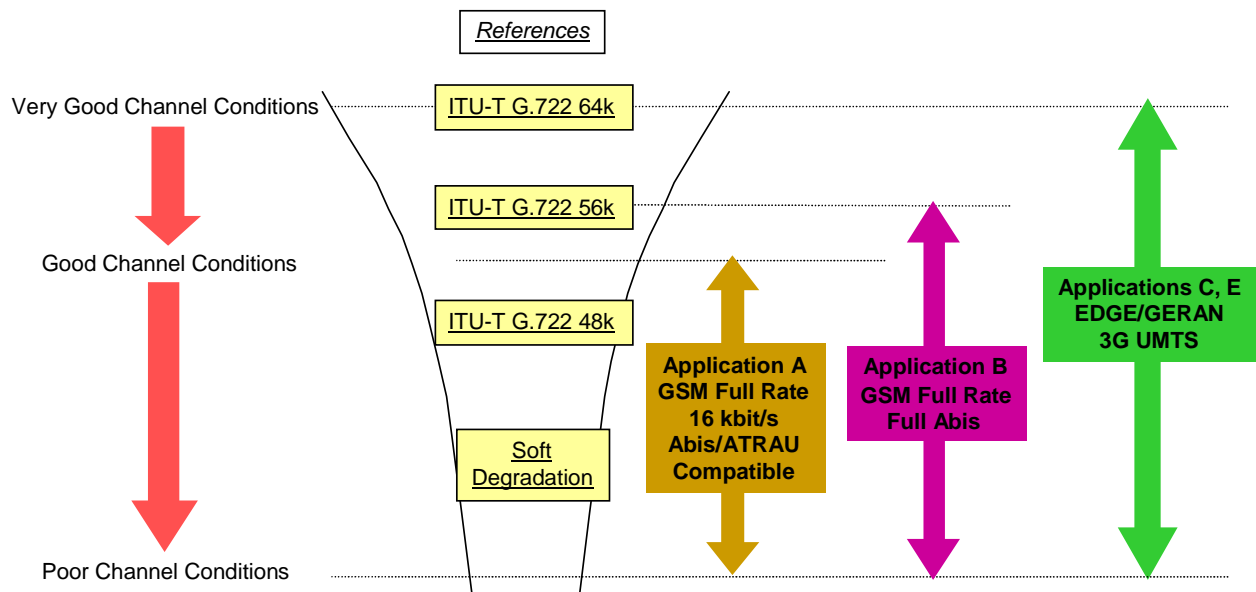 References
Very Good Channel Conditions
ITU-T G.722 64k
ITU-T G.722 56k
Good Channel Conditions
ITU-T G.722 48k
Soft
Degradation
Poor Channel Conditions
Application A
GSM Full Rate
16 kbit/s
Abis/ATRAU
Compatible
Application B
GSM Full Rate
Full Abis
Applications C, E
EDGE/GERAN
3G UMTS